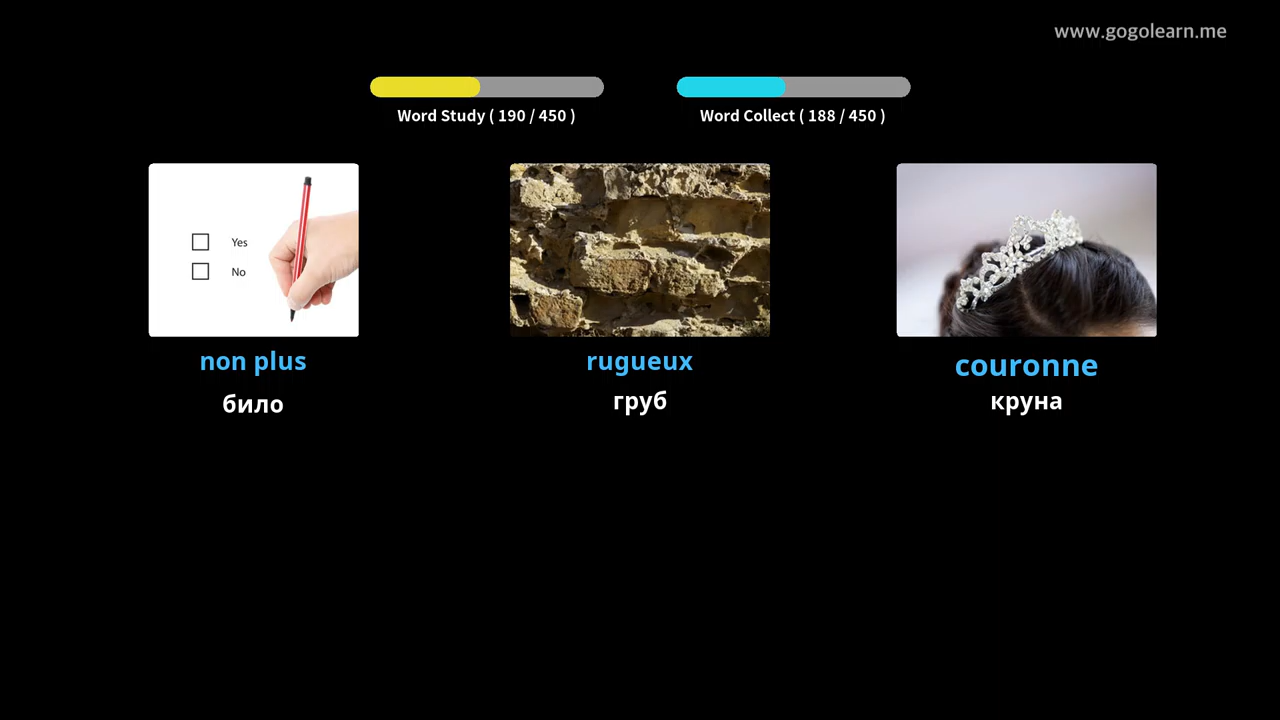 www.gogolearn.me
Word Study ( 190 / 450 )
Word Collect ( 188 / 450 )
Yes
No
non plus
rugueux
couronne
било
груб
круна